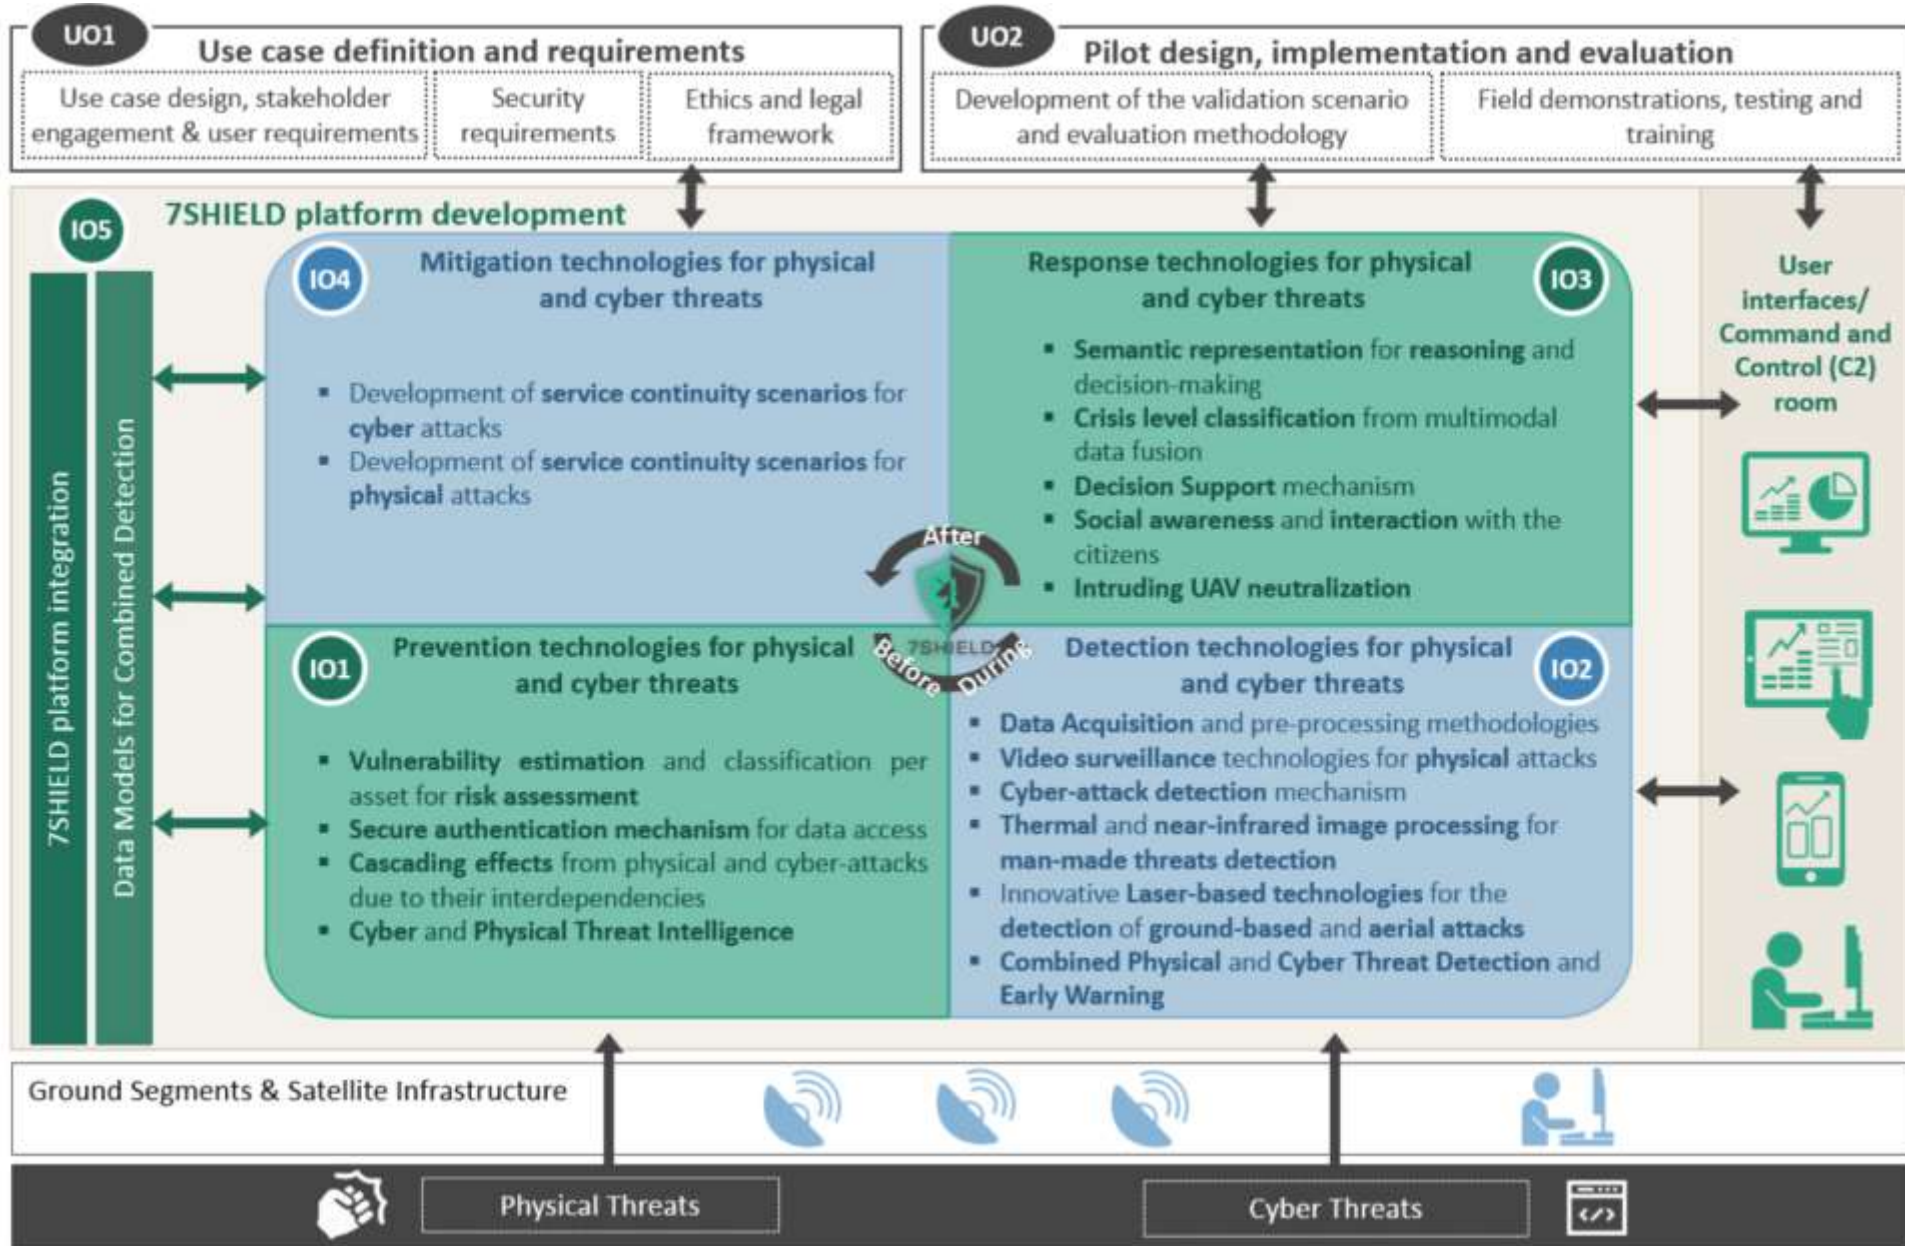 UO1
Use case definition and requirements
Use case design, stakeholder
engagement & user requirements
Security
requirements
Ethics and legal
framework
UO2
Pilot design, implementation and evaluation
Development of the validation scenario
and evaluation methodology
Field demonstrations, testing and
training
IO5
7SHIELD platform development
7SHIELD platform integration
Data Models for Combined Detection
IO4
Mitigation technologies for physical
and cyber threats
▪ Development of service continuity scenarios for
cyber attacks
▪ Development of service continuity scenarios for
physical attacks
Response technologies for physical
and cyber threats
IO3
▪ Semantic representation for reasoning and
decision-making
▪ Crisis level classification from multimodal
data fusion
▪ Decision Support mechanism
▪ Social awareness and interaction with the
citizens
▪ Intruding UAV neutralization
After
7SHIELD
Before
During
IO1
Prevention technologies for physical
and cyber threats
▪ Vulnerability estimation and classification per
asset for risk assessment
▪ Secure authentication mechanism for data access
▪ Cascading effects from physical and cyber-attacks
due to their interdependencies
▪ Cyber and Physical Threat Intelligence
Detection technologies for physical
and cyber threats
IO2
▪ Data Acquisition and pre-processing methodologies
▪ Video surveillance technologies for physical attacks
▪ Cyber-attack detection mechanism
▪ Thermal and near-infrared image processing for
man-made threats detection
▪ Innovative Laser-based technologies for the
detection of ground-based and aerial attacks
▪ Combined Physical and Cyber Threat Detection and
Early Warning
User
interfaces/
Command and
Control (C2)
room
Ground Segments & Satellite Infrastructure
Physical Threats
Cyber Threats
</>